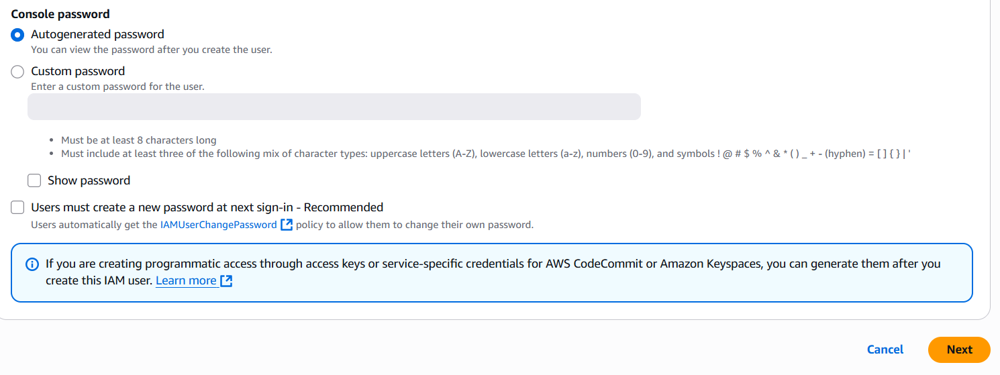 Console password
Autogenerated password
You can view the password after you create the user.
Custom password
Enter a custom password for the user.
Must be at least 8 characters long
Must include at least three of the following mix of character types: uppercase letters (A-Z), lowercase letters (a-z), numbers (0-9), and symbols ! @ # $ % ^ & * ( ) _ + - (hyphen) = [ ] { } | '
Show password
Users must create a new password at next sign-in - Recommended
Users automatically get the IAMUserChangePassword policy to allow them to change their own password.
If you are creating programmatic access through access keys or service-specific credentials for AWS CodeCommit or Amazon Keyspaces, you can generate them after you
create this IAM user. Learn more
Cancel
Next